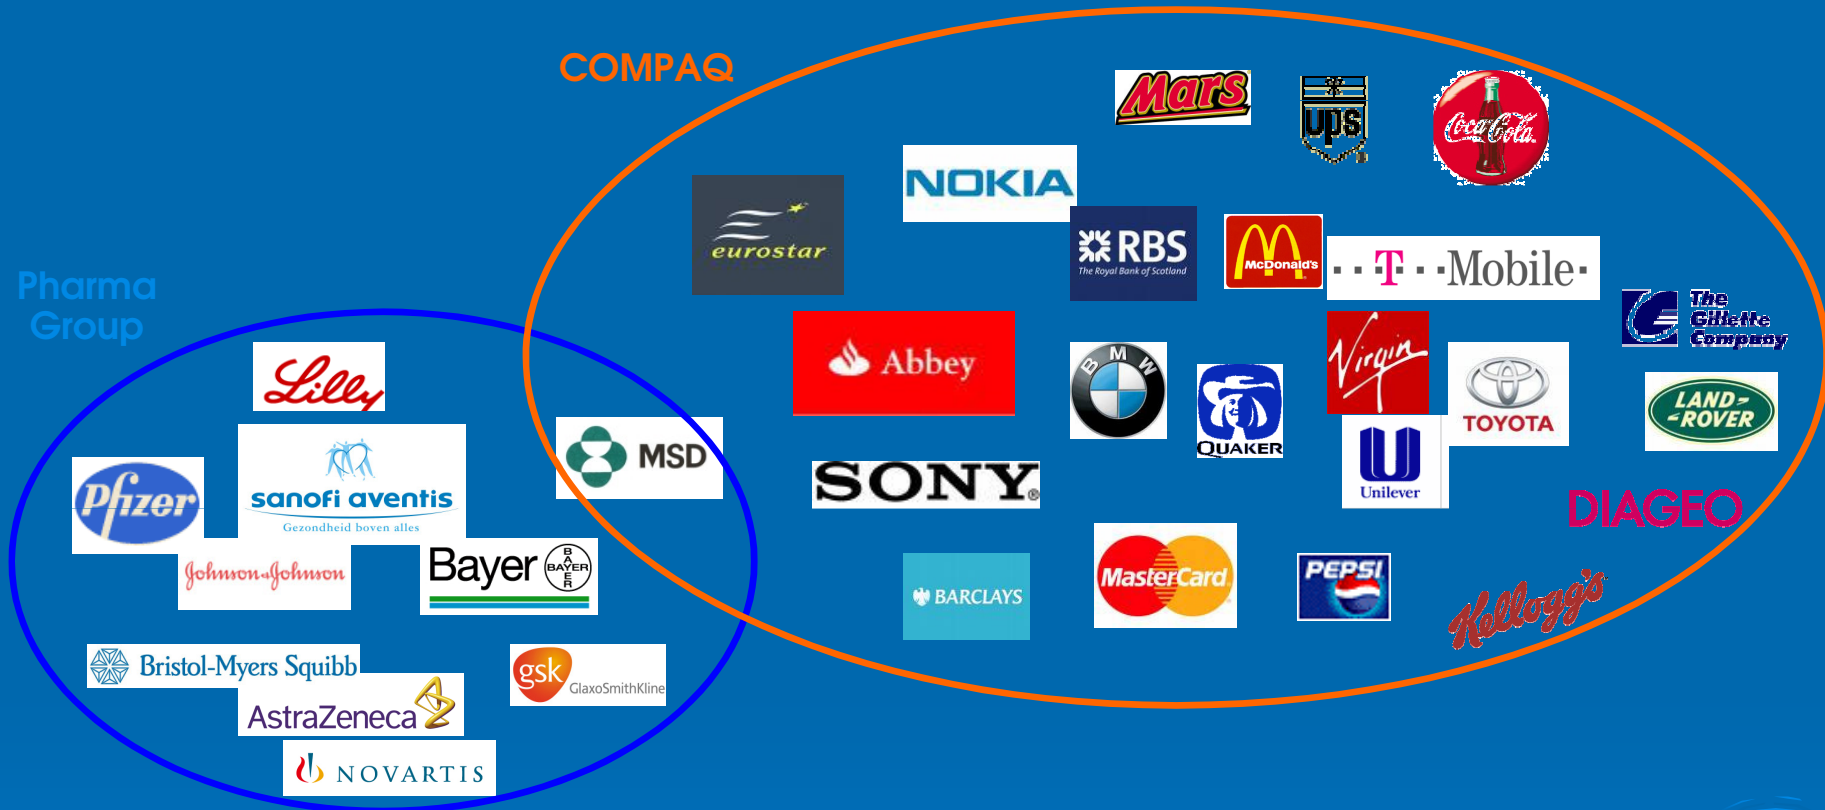 COMPAQ
Mars
ups
Coca-Cola
NOKIA
eurostar
RBS
The Royal Bank of Scotland
McDonald's
T Mobile
Pharma
Group
The
Gillette
Company
Abbey
BMW
QUAKER
Virgin
TOYOTA
LAND-
-ROVER
Lilly
MSD
Unilever
SONY
DIAGEO
Pfizer
sanofi aventis
Gezondheid boven alles
Johnson & Johnson
Bayer
BAYER
BAYER
BARCLAYS
MasterCard
PEPSI
Kellogg's
Bristol-Myers Squibb
gsk
GlaxoSmithKline
AstraZeneca
NOVARTIS